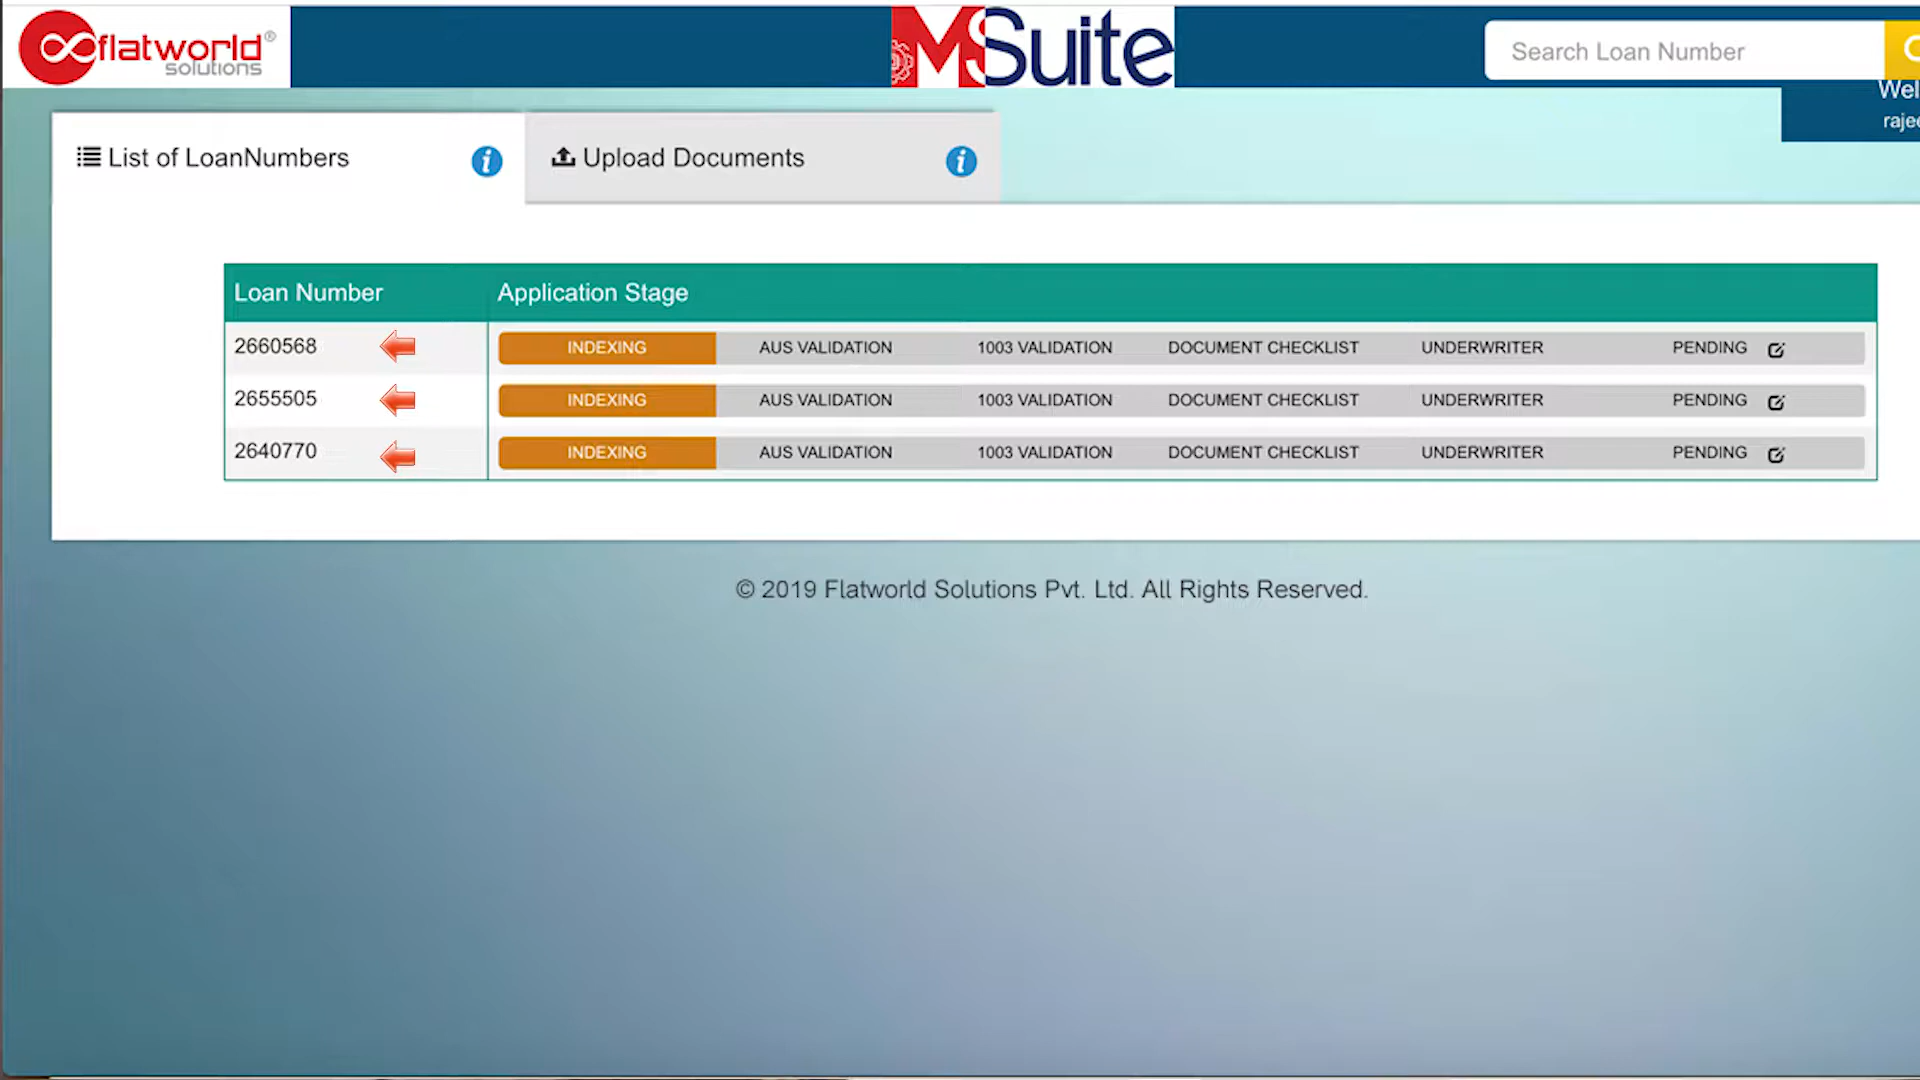 flatworld®
solutions
MSuite
Search Loan Number
List of LoanNumbers
Upload Documents
Loan Number Application Stage
2660568 INDEXING AUS VALIDATION 1003 VALIDATION DOCUMENT CHECKLIST UNDERWRITER PENDING
2655505 INDEXING AUS VALIDATION 1003 VALIDATION DOCUMENT CHECKLIST UNDERWRITER PENDING
2640770 INDEXING AUS VALIDATION 1003 VALIDATION DOCUMENT CHECKLIST UNDERWRITER PENDING
© 2019 Flatworld Solutions Pvt. Ltd. All Rights Reserved.